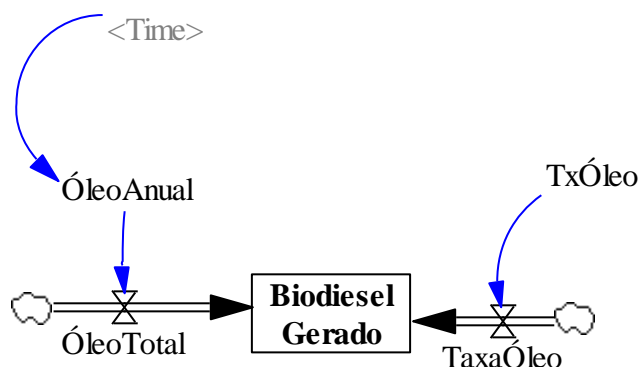 <Time>
ÓleoAnual
TxÓleo
Biodiesel
Gerado
ÓleoTotal
TaxaÓleo